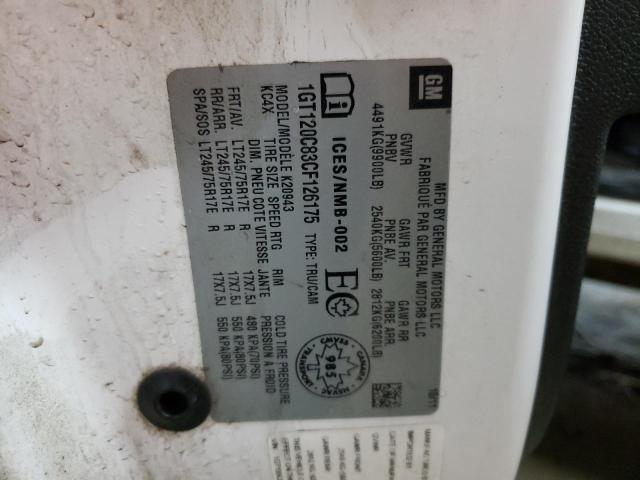 GM
MFD BY GENERAL MOTORS LLC
FABRIQUÉ PAR GENERAL MOTORS LLC
GVWR GAWR FRT GAWR RR
PNBV PNBE AV. PNBE ARR.
4491KG(9900LB) 2540KG(5600LB) 2812KG(6200LB)
ICES/NMB-002
EC
CANADA
TRANSPORT
985
1GT120C83CF126175 TYPE: TRU/CAM
MODEL/MODELE K20943
KC4X TIRE SIZE SPEED RTG RIM COLD TIRE PRESSURE
DIM. PNEU COTE VITESSE JANTE PRESSION A FROID
FRT/AV. LT245/75R17E R 17X7.5J 480 KPA(70PSI)
RR/ARR. LT245/75R17E R 17X7.5J 550 KPA(80PSI)
SPA/SOS LT245/75R17E R 17X7.5J 550 KPA(80PSI)